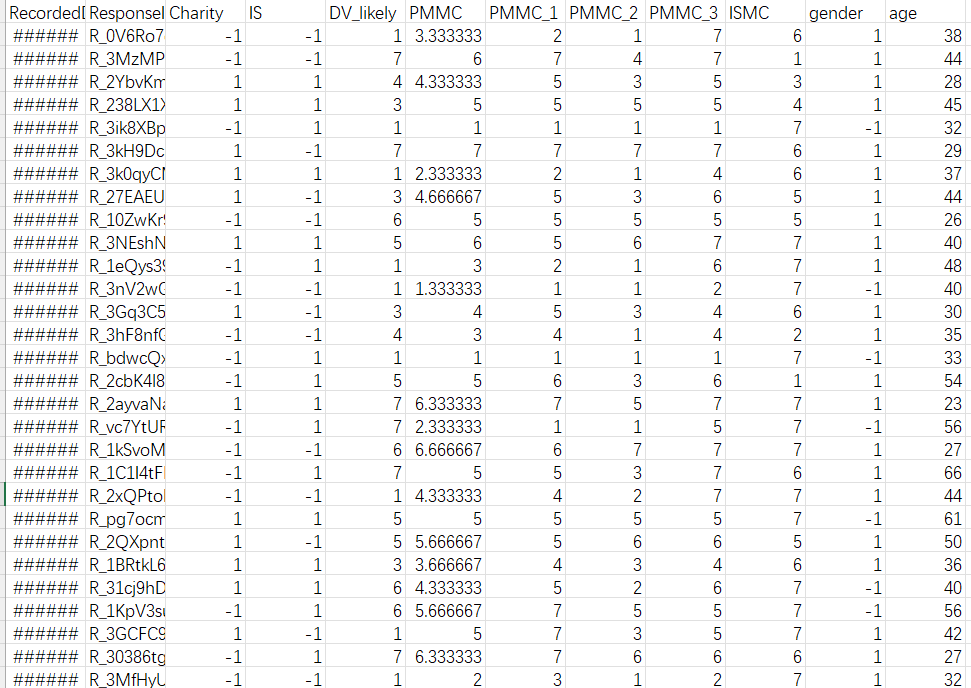 RecordedD ResponseI Charity IS DV_likely PMMC PMMC_1 PMMC_2 PMMC_3 ISMC gender age
###### R_0V6Ro7 -1 -1 1 3.333333 2 1 7 6 1 38
###### R_3MzMP -1 -1 7 6 7 4 7 1 1 44
###### R_2YbvKm 1 1 4 4.333333 5 3 5 3 1 28
###### R_238LX1X 1 1 3 5 5 5 5 4 1 45
###### R_3ik8XBp -1 1 1 1 1 1 1 7 -1 32
###### R_3kH9Dc 1 -1 7 7 7 7 7 6 1 29
###### R_3k0qyCM 1 1 1 2.333333 2 1 4 6 1 37
###### R_27EAEU 1 -1 3 4.666667 5 3 6 5 1 44
###### R_10ZwKr9 -1 -1 6 5 5 5 5 5 1 26
###### R_3NEshN 1 1 5 6 5 6 7 7 1 40
###### R_1eQys39 -1 1 1 3 2 1 6 7 1 48
###### R_3nV2wG -1 -1 1 1.333333 1 1 2 7 -1 40
###### R_3Gq3C5 1 -1 3 4 5 3 4 6 1 30
###### R_3hF8nfG -1 -1 4 3 4 1 4 2 1 35
###### R_bdwcQx -1 1 1 1 1 1 1 7 -1 33
###### R_2cbK4I8 -1 1 5 5 6 3 6 1 1 54
###### R_2ayvaNa 1 1 7 6.333333 7 5 7 7 1 23
###### R_vc7YtUR 1 1 7 2.333333 1 1 5 7 -1 56
###### R_1kSvoM -1 -1 6 6.666667 6 7 7 7 1 27
###### R_1C1I4tF 1 1 7 5 5 3 7 6 1 66
###### R_2xQPtol -1 -1 1 4.333333 4 2 7 7 1 44
###### R_pg7ocm 1 1 5 5 5 5 5 7 -1 61
###### R_2QXpnt 1 -1 5 5.666667 5 6 6 5 1 50
###### R_1BRtkL6 1 1 3 3.666667 4 3 4 6 1 36
###### R_31cj9hD 1 1 6 4.333333 5 2 6 7 -1 40
###### R_1KpV3su -1 1 6 5.666667 7 5 5 7 -1 56
###### R_3GCFC9 1 -1 1 5 7 3 5 7 1 42
###### R_30386tg -1 1 7 6.333333 7 6 6 6 1 27
###### R_3MfHyU -1 -1 1 2 3 1 2 7 1 32